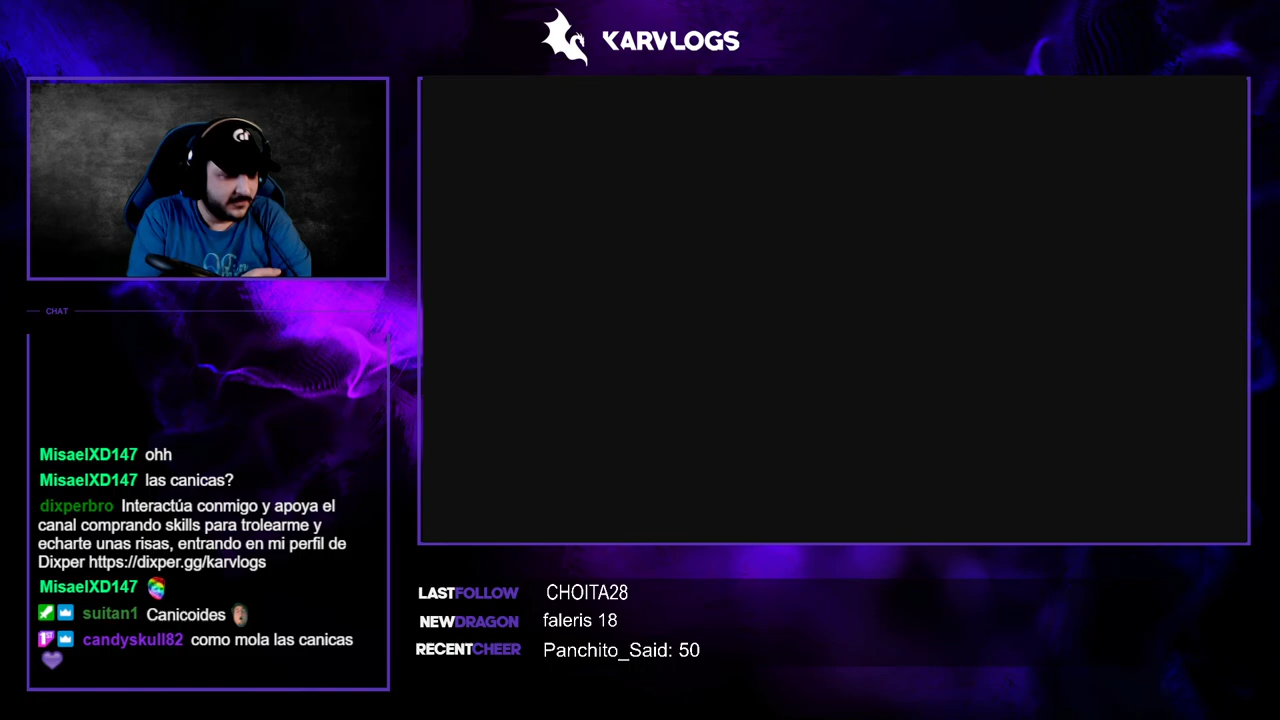 KARVLOGS
CHAT
MisaelXD147 ohh
MisaelXD147 las canicas?
dixperbro Interactúa conmigo y apoya el
canal comprando skills para trolearme y
echarte unas risas, entrando en mi perfil de
Dixper https://dixper.gg/karvlogs
MisaelXD147
suitan1 Canicoides
1ST candyskull82 como mola las canicas
LASTFOLLOW CHOITA28
NEWDRAGON faleris 18
RECENTCHEER Panchito_Said: 50